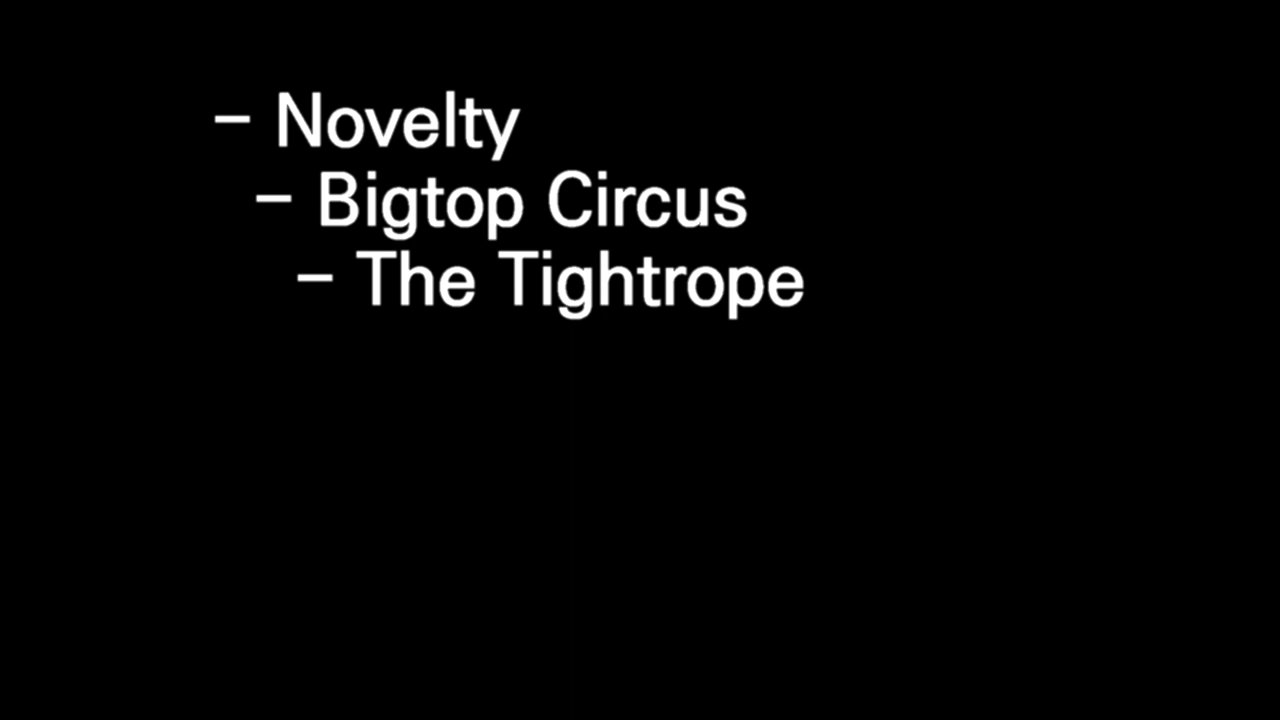 – Novelty
– Bigtop Circus
– The Tightrope